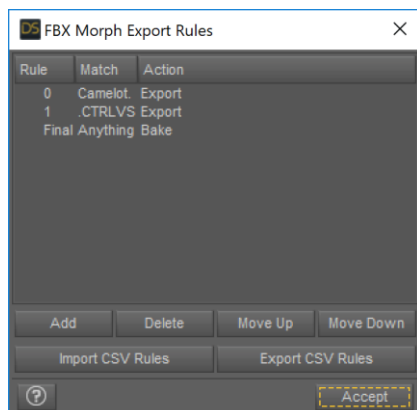 DS FBX Morph Export Rules
Rule Match Action
0 Camelot. Export
1 .CTRLVS Export
Final Anything Bake
Add Delete Move Up Move Down
Import CSV Rules Export CSV Rules
? Accept